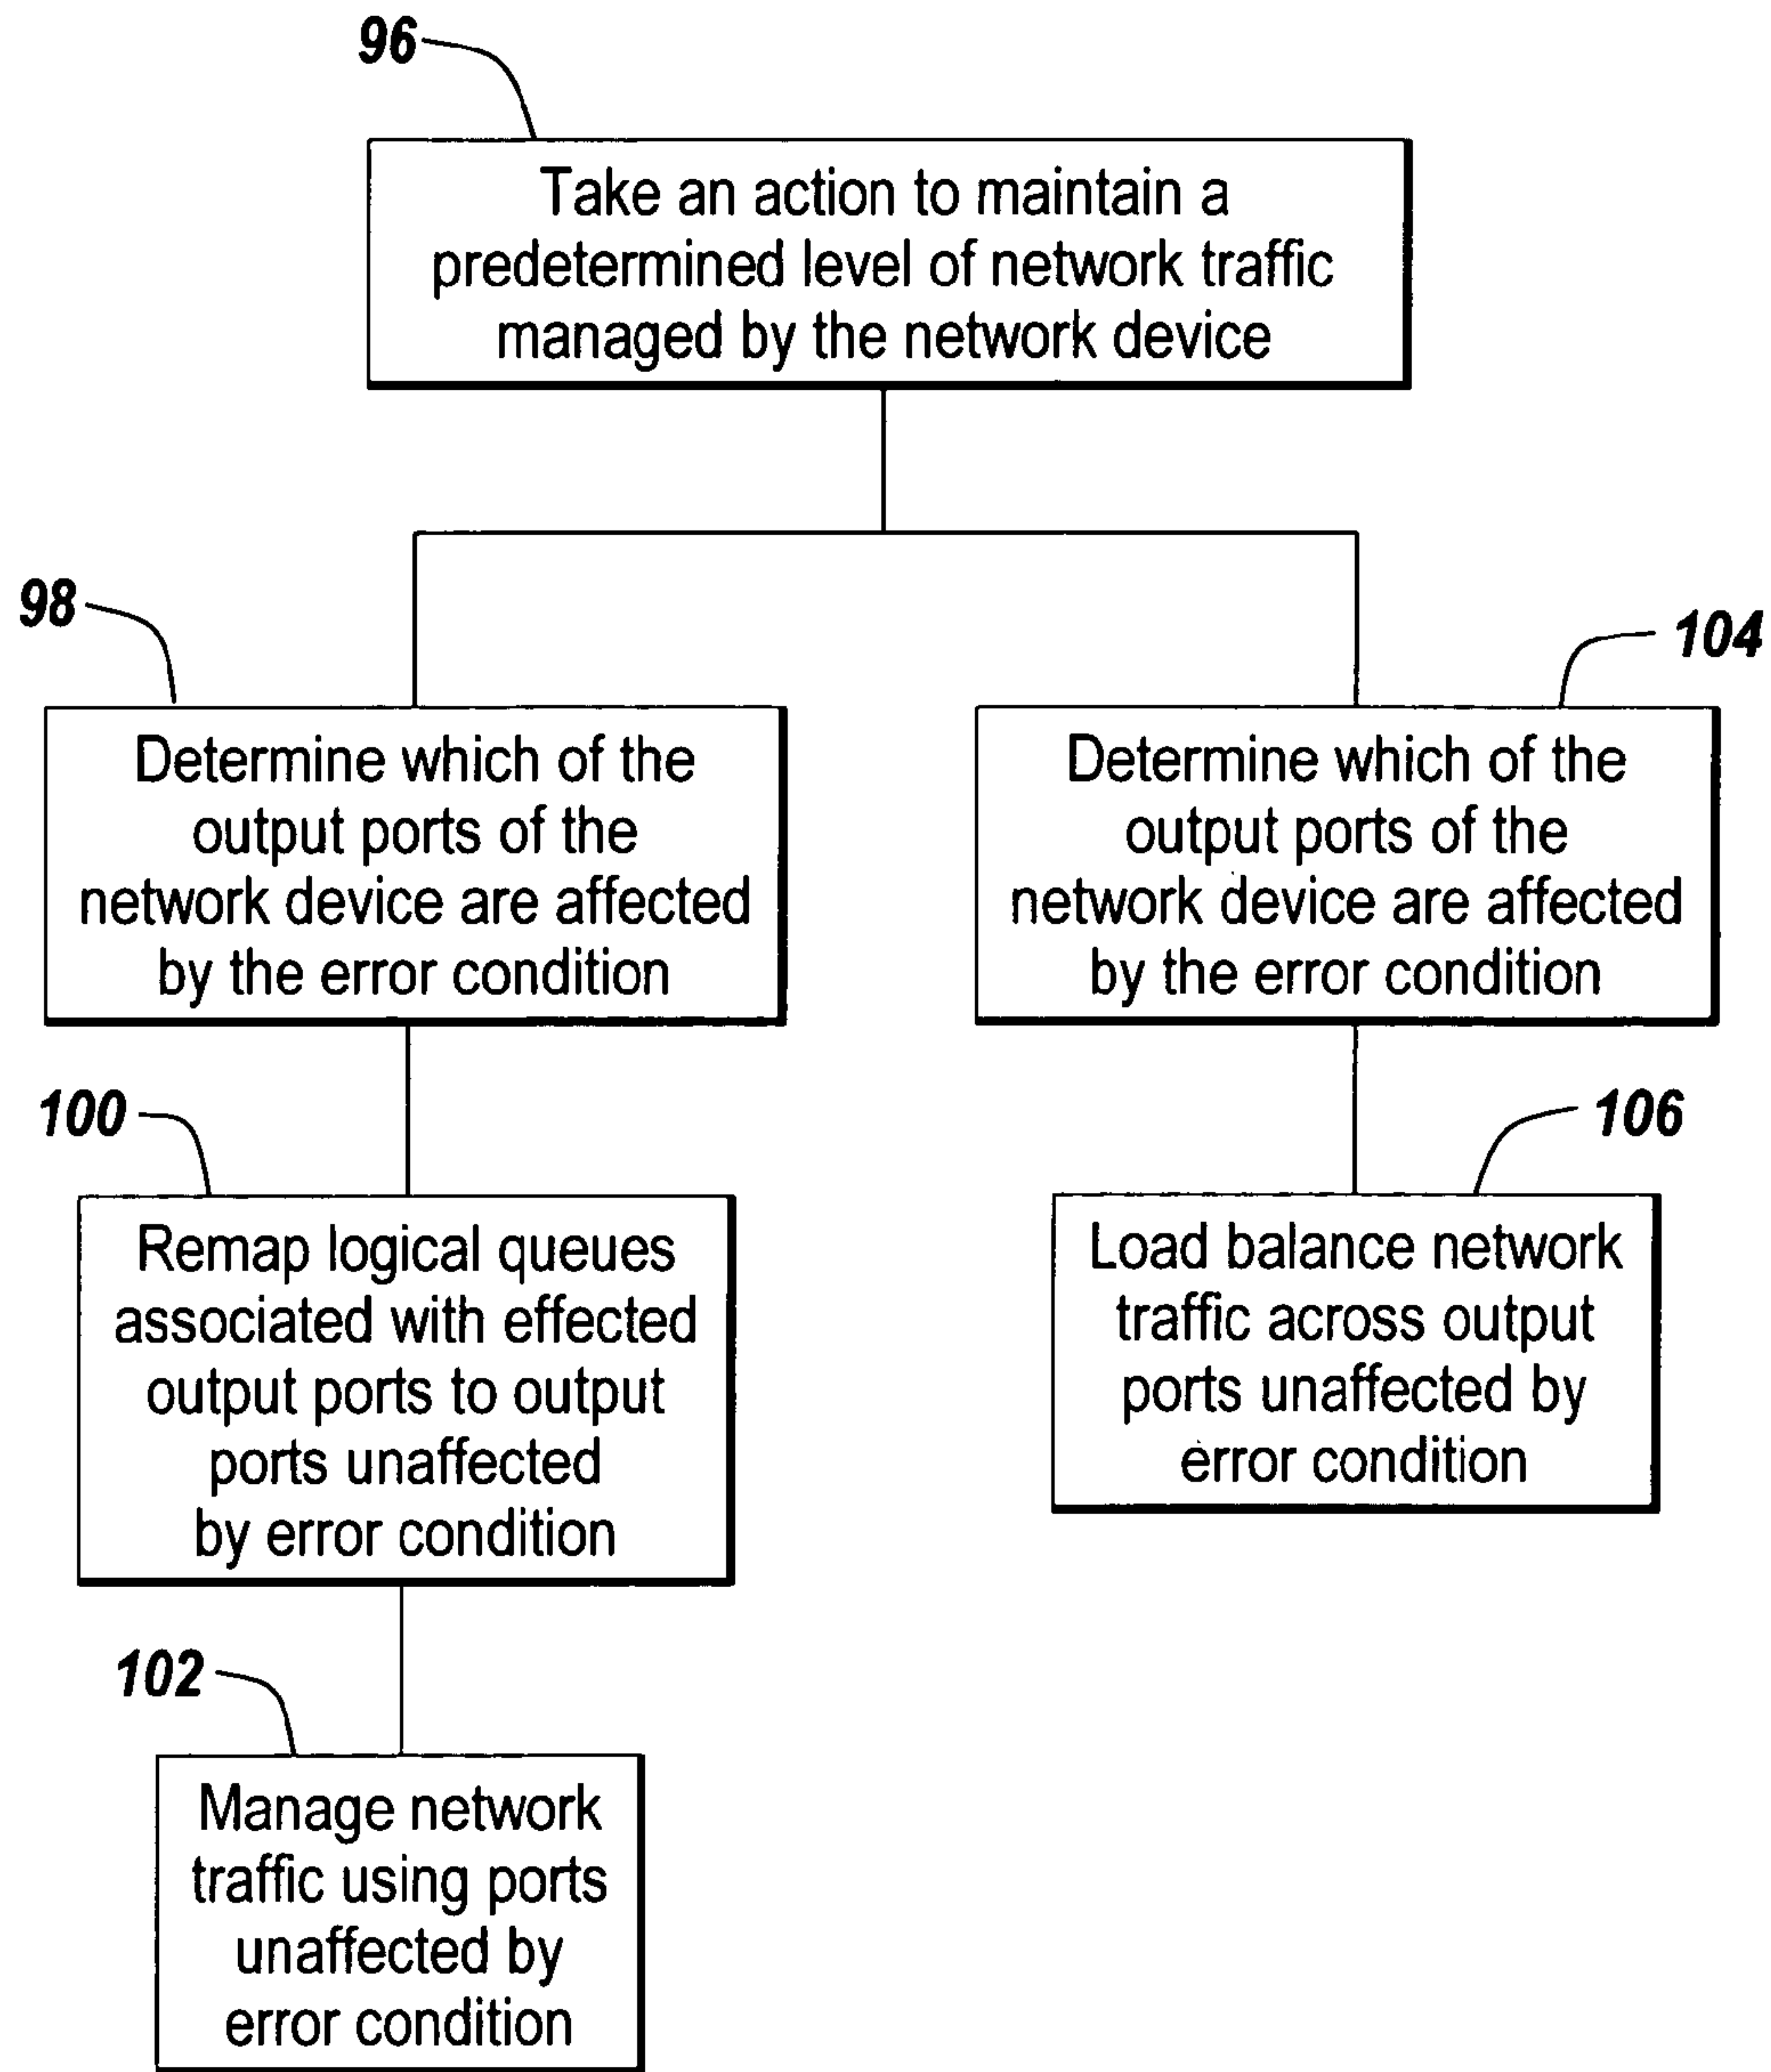 96
Take an action to maintain a
predetermined level of network traffic
managed by the network device
98
Determine which of the
output ports of the
network device are affected
by the error condition
100
Remap logical queues
associated with effected
output ports to output
ports unaffected
by error condition
102
Manage network
traffic using ports
unaffected by
error condition
104
Determine which of the
output ports of the
network device are affected
by the error condition
106
Load balance network
traffic across output
ports unaffected by
error condition